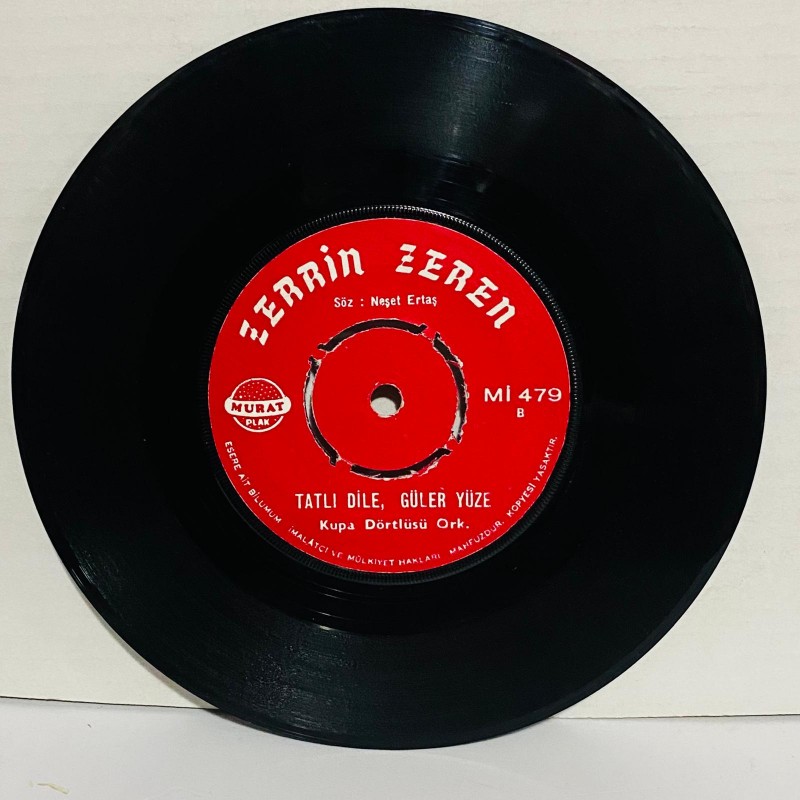 ZERRİN ZEREN
Söz : Neşet Ertaş
Mİ 479
B
MURAT
PLAK
TATLI DİLE, GÜLER YÜZE
Kupa Dörtlüsü Ork.
ESERE AİT BİLUMUM İMALATÇI VE MÜLKİYET HAKLARI MAHFUZDUR. KOPYESİ YASAKTIR.